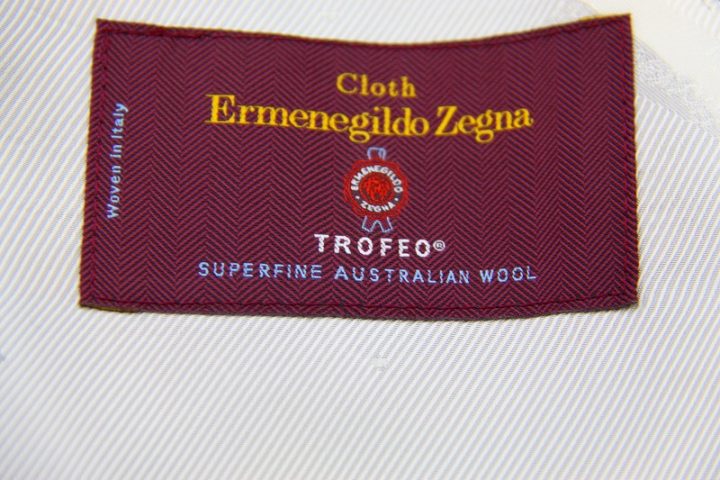 Cloth
Ermenegildo Zegna
Woven in Italy
ERMENEGILDO
ZEGNA
TROFEO®
SUPERFINE AUSTRALIAN WOOL